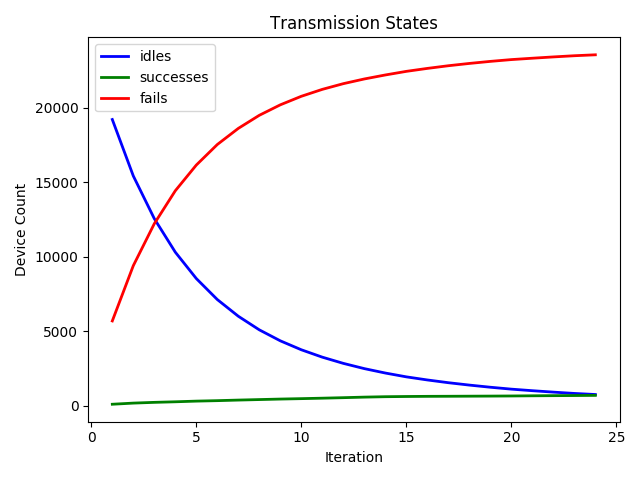 Transmission States
idles
successes
fails
20000
15000
10000
5000
0
Device Count
0 5 10 15 20 25
Iteration